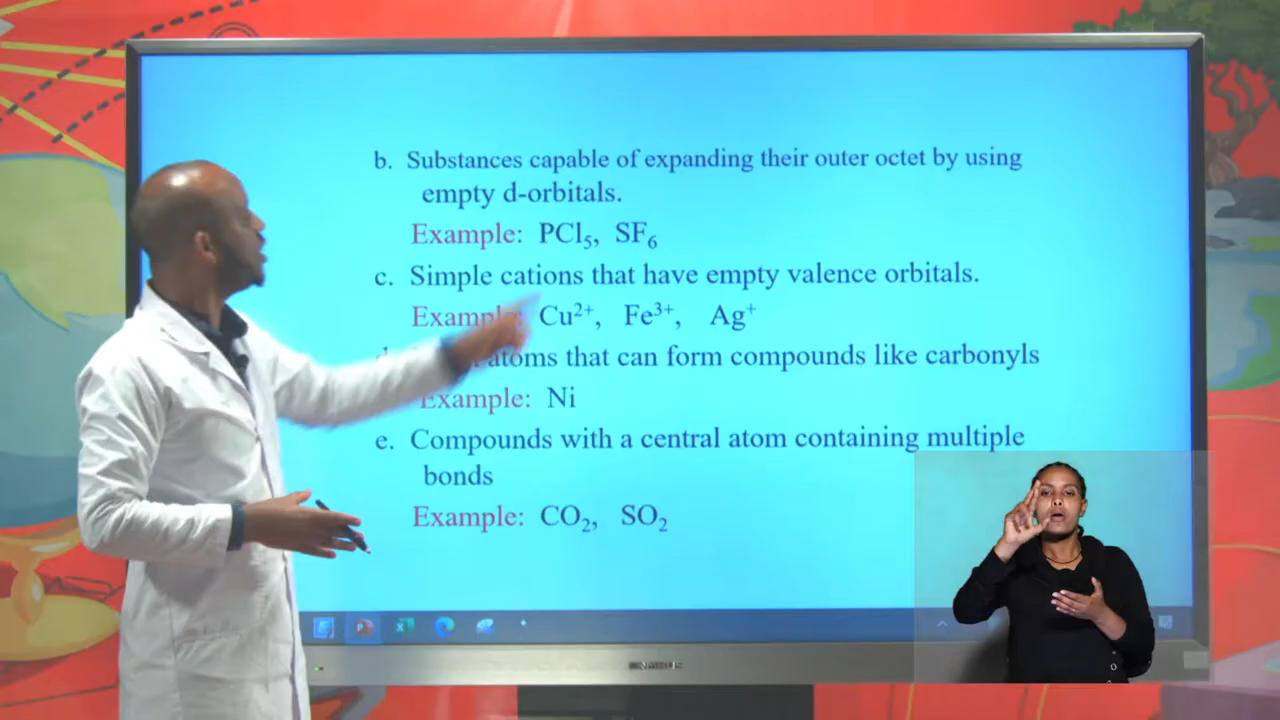 b. Substances capable of expanding their outer octet by using
empty d-orbitals.
Example: PCl₅, SF₆
c. Simple cations that have empty valence orbitals.
Example: Cu²⁺, Fe³⁺, Ag⁺
atoms that can form compounds like carbonyls
Example: Ni
e. Compounds with a central atom containing multiple
bonds
Example: CO₂, SO₂